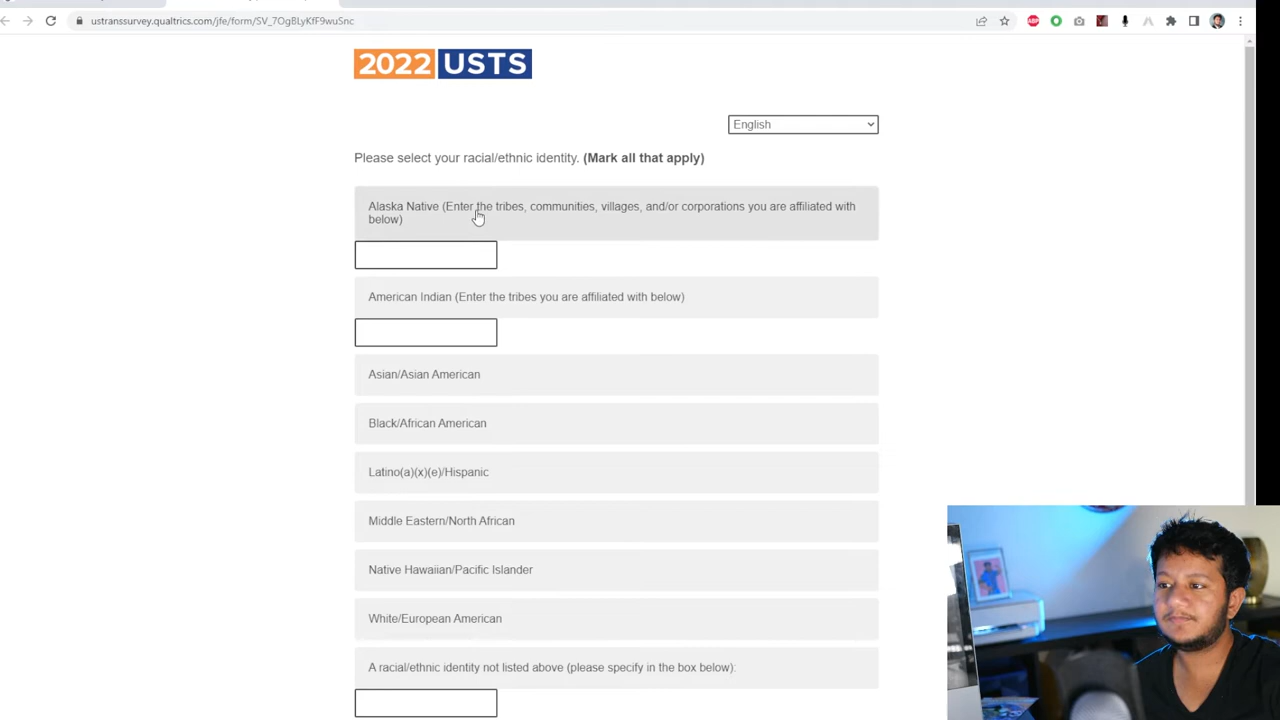 ustranssurvey.qualtrics.com/jfe/form/SV_7OgBLyKfF9wuSnc
ABP
2022 USTS
English
Please select your racial/ethnic identity. (Mark all that apply)
Alaska Native (Enter the tribes, communities, villages, and/or corporations you are affiliated with
below)
American Indian (Enter the tribes you are affiliated with below)
Asian/Asian American
Black/African American
Latino(a)(x)(e)/Hispanic
Middle Eastern/North African
Native Hawaiian/Pacific Islander
White/European American
A racial/ethnic identity not listed above (please specify in the box below):